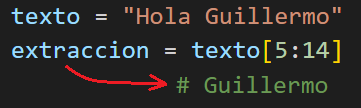 texto = "Hola Guillermo"
extraccion = texto[5:14]
# Guillermo